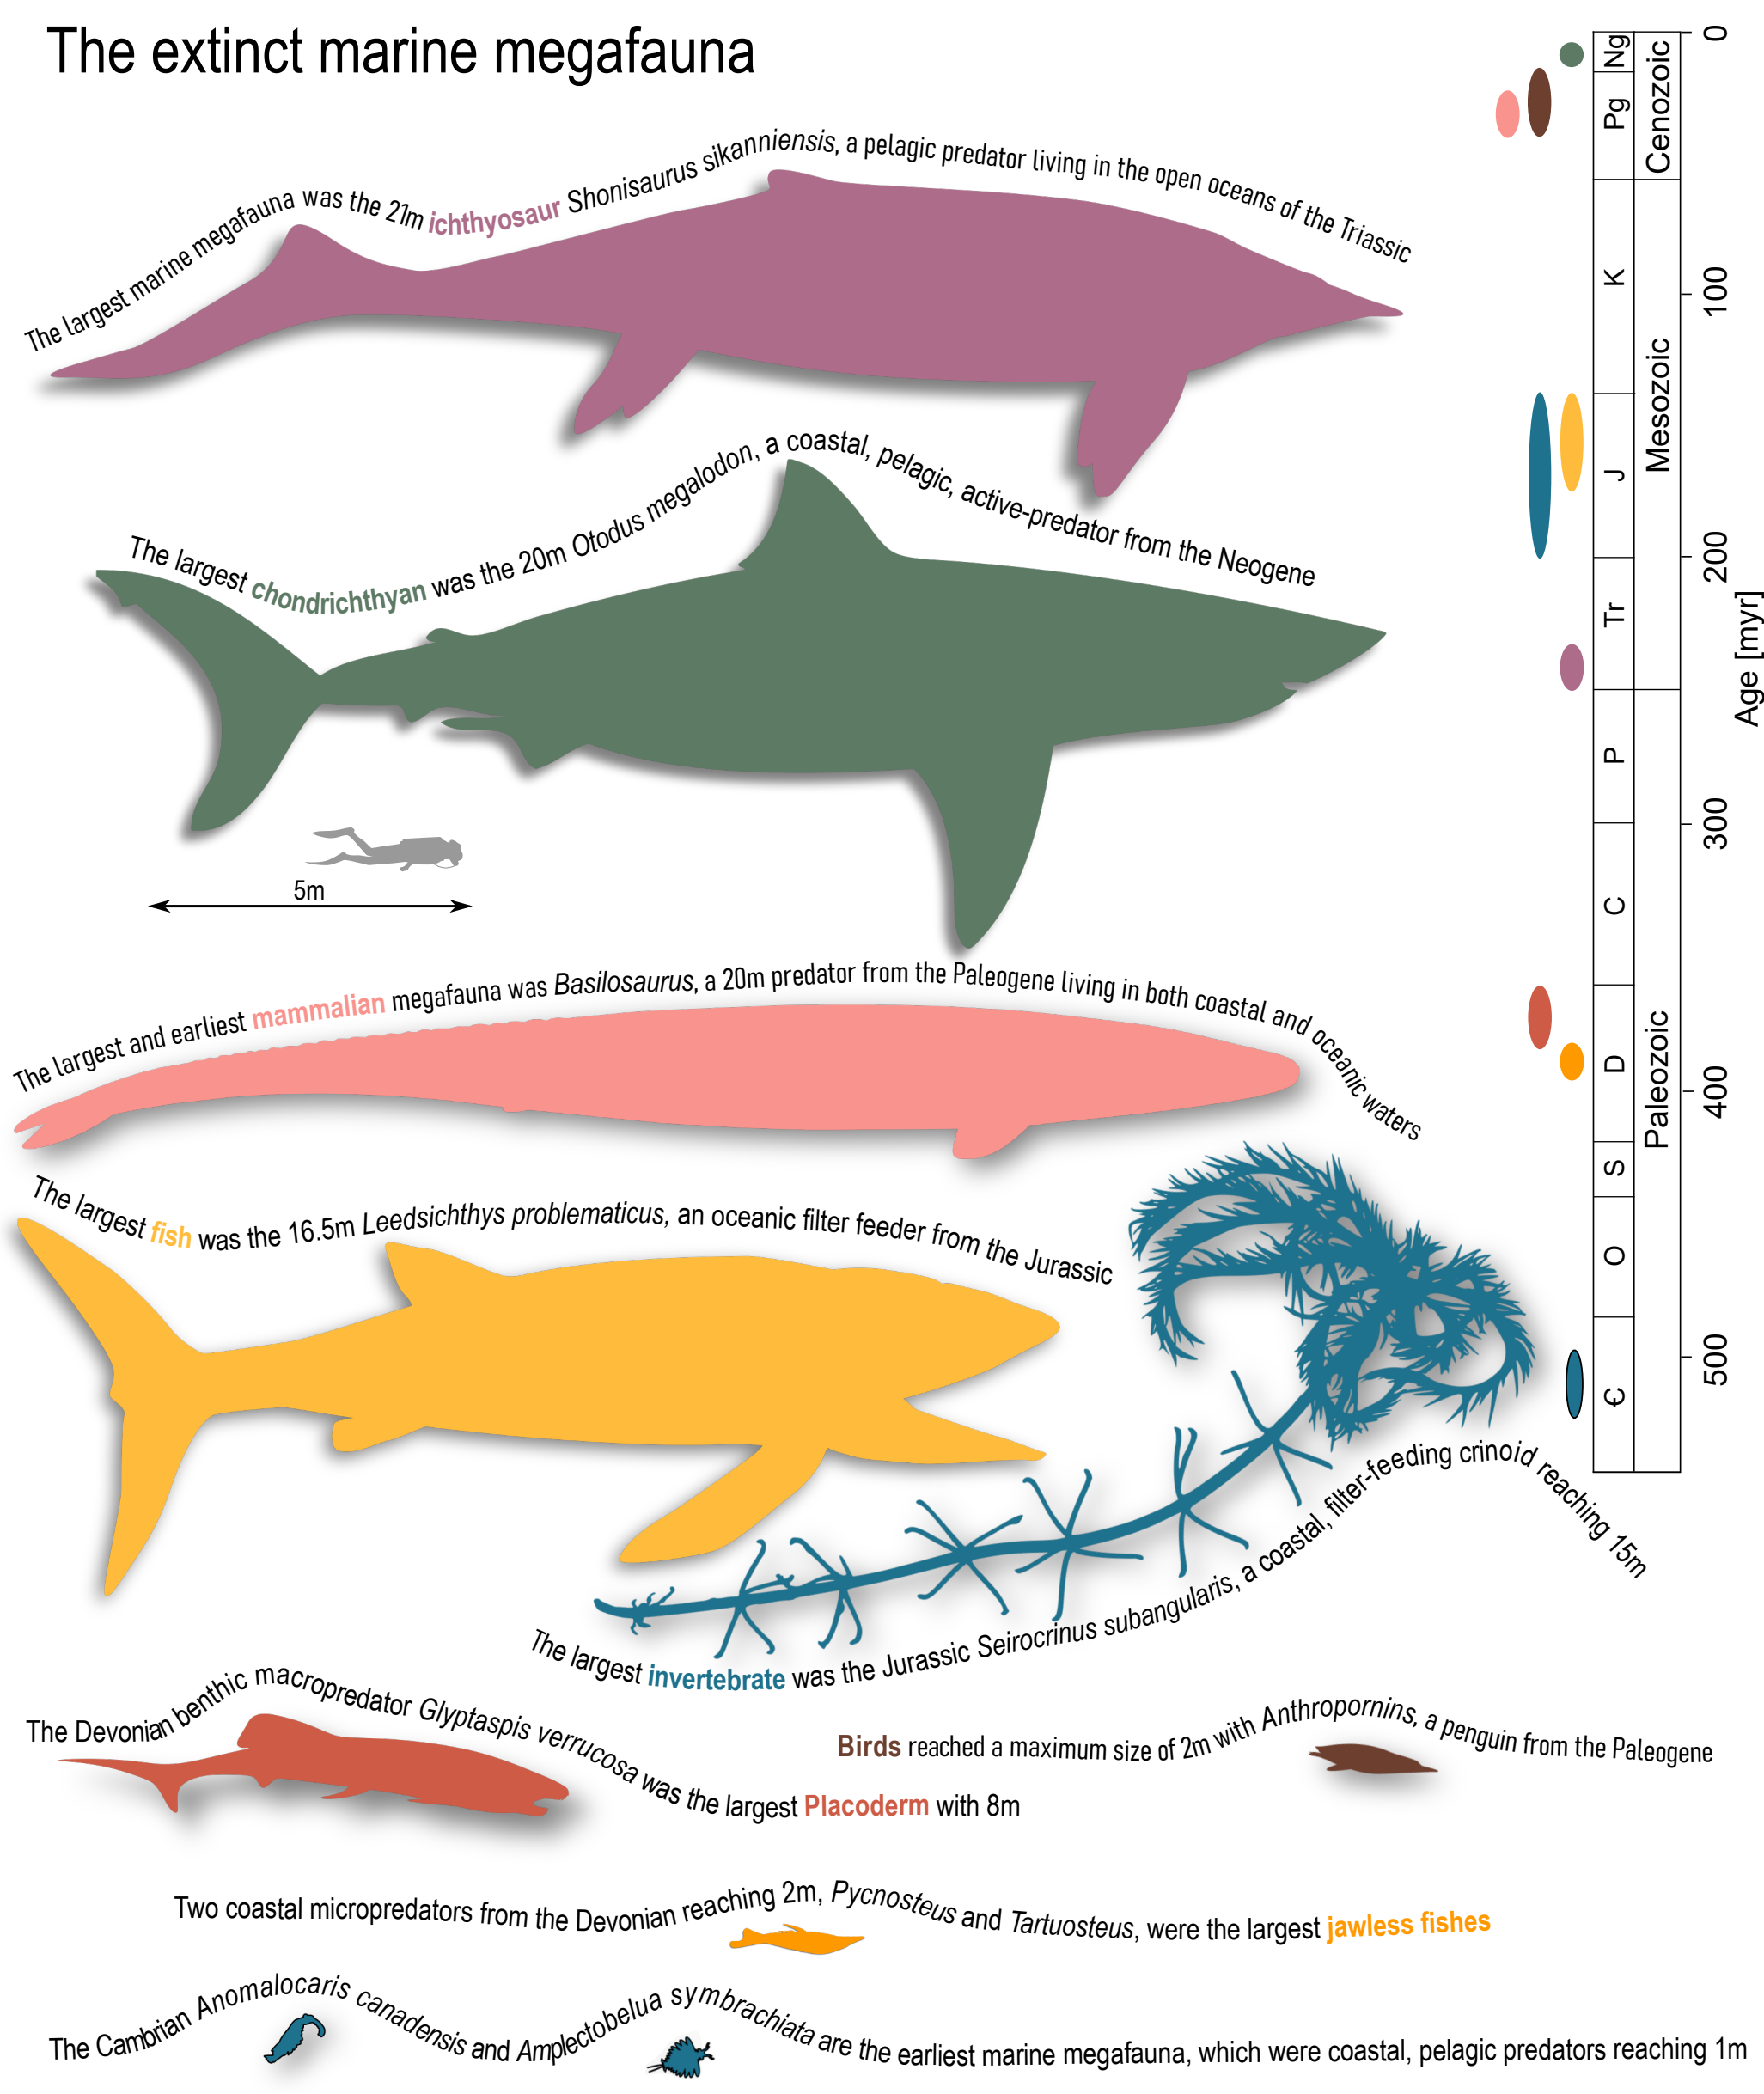 The extinct marine megafauna
The largest marine megafauna was the 21m ichthyosaur Shonisaurus sikanniensis, a pelagic predator living in the open oceans of the Triassic
The largest chondrichthyan was the 20m Otodus megalodon, a coastal, pelagic, active-predator from the Neogene
5m
The largest and earliest mammalian megafauna was Basilosaurus, a 20m predator from the Paleogene living in both coastal and oceanic waters
The largest fish was the 16.5m Leedsichthys problematicus, an oceanic filter feeder from the Jurassic
The largest invertebrate was the Jurassic Seirocrinus subangularis, a coastal, filter-feeding crinoid reaching 15m
The Devonian benthic macropredator Glyptaspis verrucosa was the largest Placoderm with 8m
Birds reached a maximum size of 2m with Anthropornins, a penguin from the Paleogene
Two coastal micropredators from the Devonian reaching 2m, Pycnosteus and Tartuosteus, were the largest jawless fishes
The Cambrian Anomalocaris canadensis and Amplectobelua symbrachiata are the earliest marine megafauna, which were coastal, pelagic predators reaching 1m
Ng
Pg
K
J
Tr
P
C
D
S
O
Є
Cenozoic
Mesozoic
Paleozoic
0
100
200
300
400
500
Age [myr]